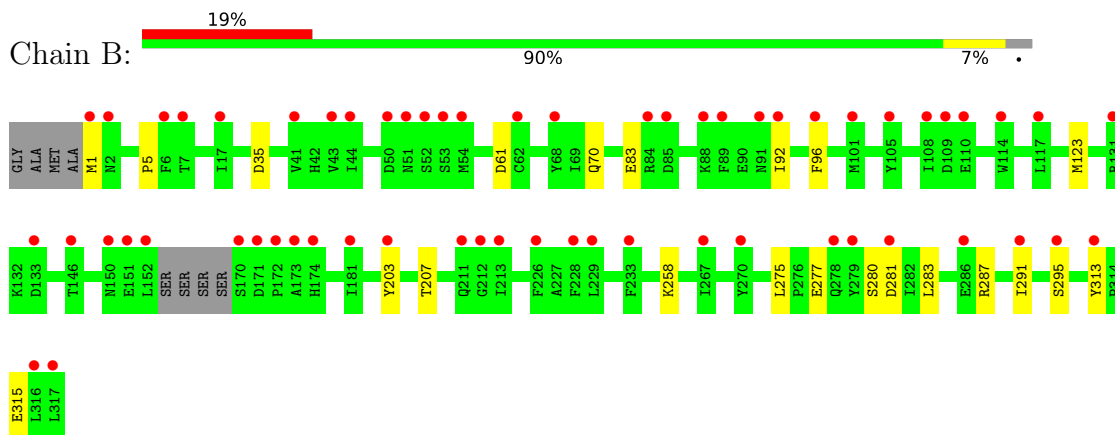 19%
Chain B:
90% 7% •
GLY ALA MET ALA M1 N2 P5 F6 T7 I17 D35 V41 H42 V43 I44 D50 N51 S52 S53 M54 D61 C62 Y68 I69 Q70 E83 R84 D85 K88 F89 E90 N91 I92 F96 M101 Y105 I108 D109 E110 W114 L117 M123 R131
K132 D133 T146 N150 E151 L152 SER SER SER SER S170 D171 P172 A173 H174 I181 Y203 T207 Q211 G212 I213 F226 A227 F228 L229 F233 K258 I267 Y270 L275 P276 E277 Q278 Y279 S280 D281 I282 L283 E286 R287 I291 S295 Y313 P314
E315 L316 L317